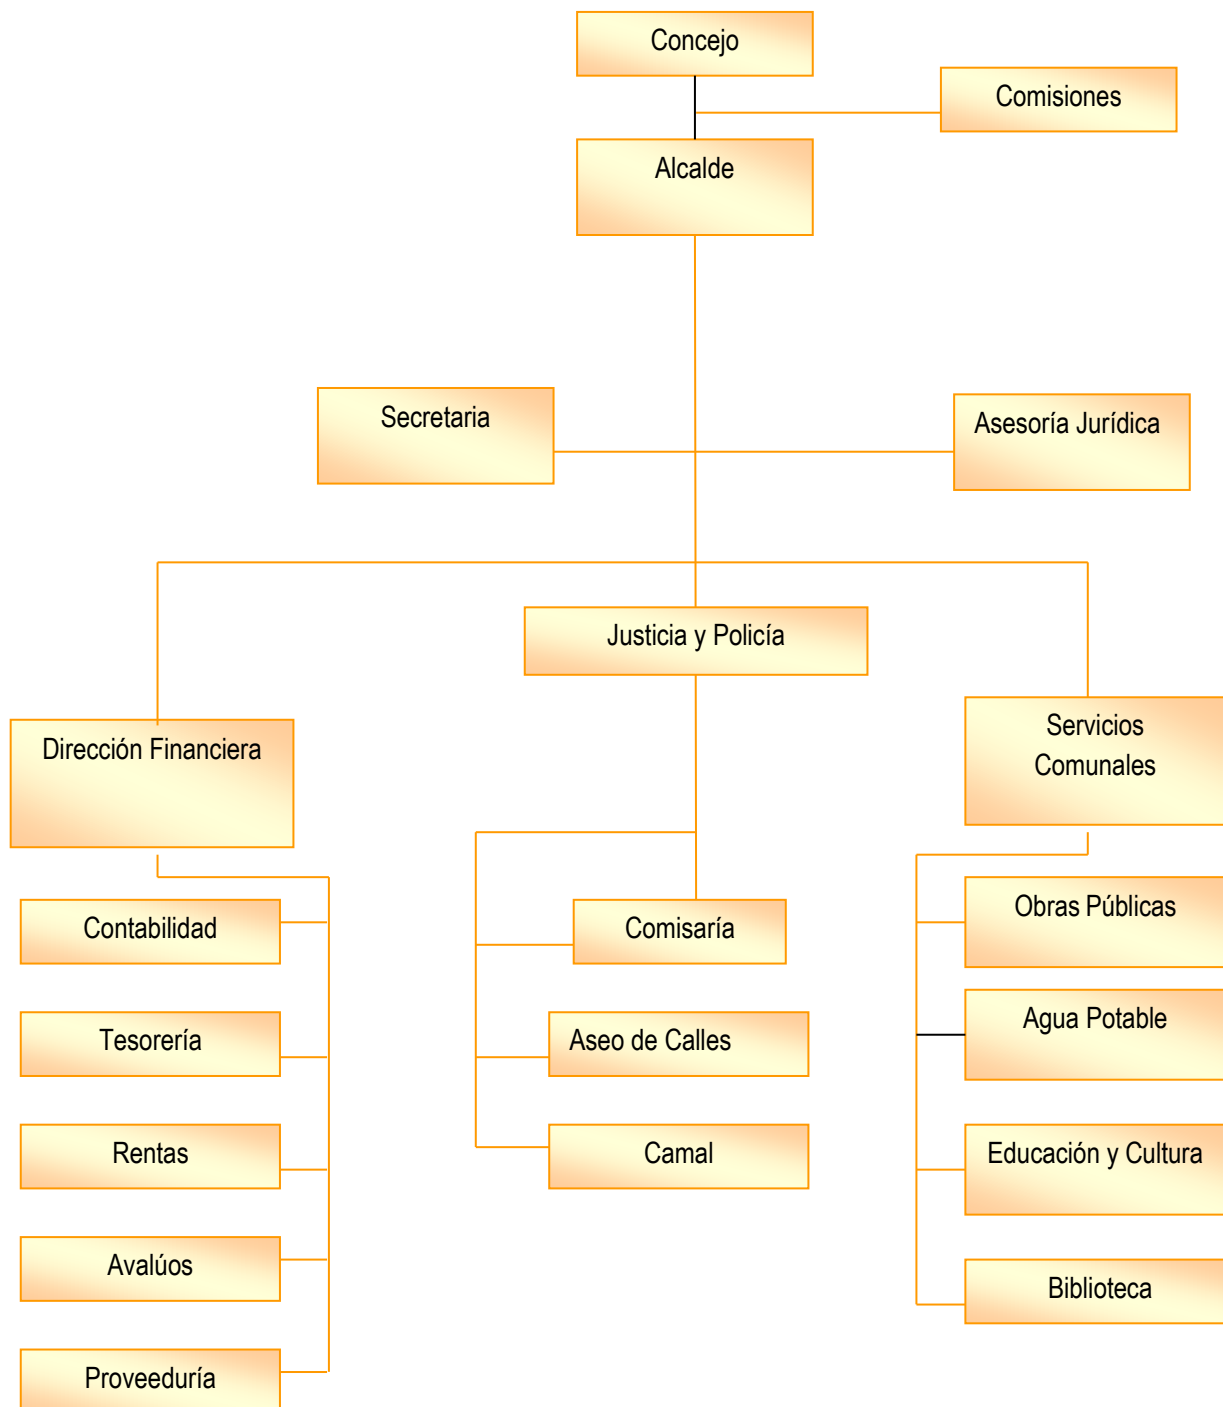 Concejo
Comisiones
Alcalde
Secretaria
Asesoría Jurídica
Justicia y Policía
Dirección Financiera
Servicios
Comunales
Contabilidad
Tesorería
Rentas
Avalúos
Proveeduría
Comisaría
Aseo de Calles
Camal
Obras Públicas
Agua Potable
Educación y Cultura
Biblioteca